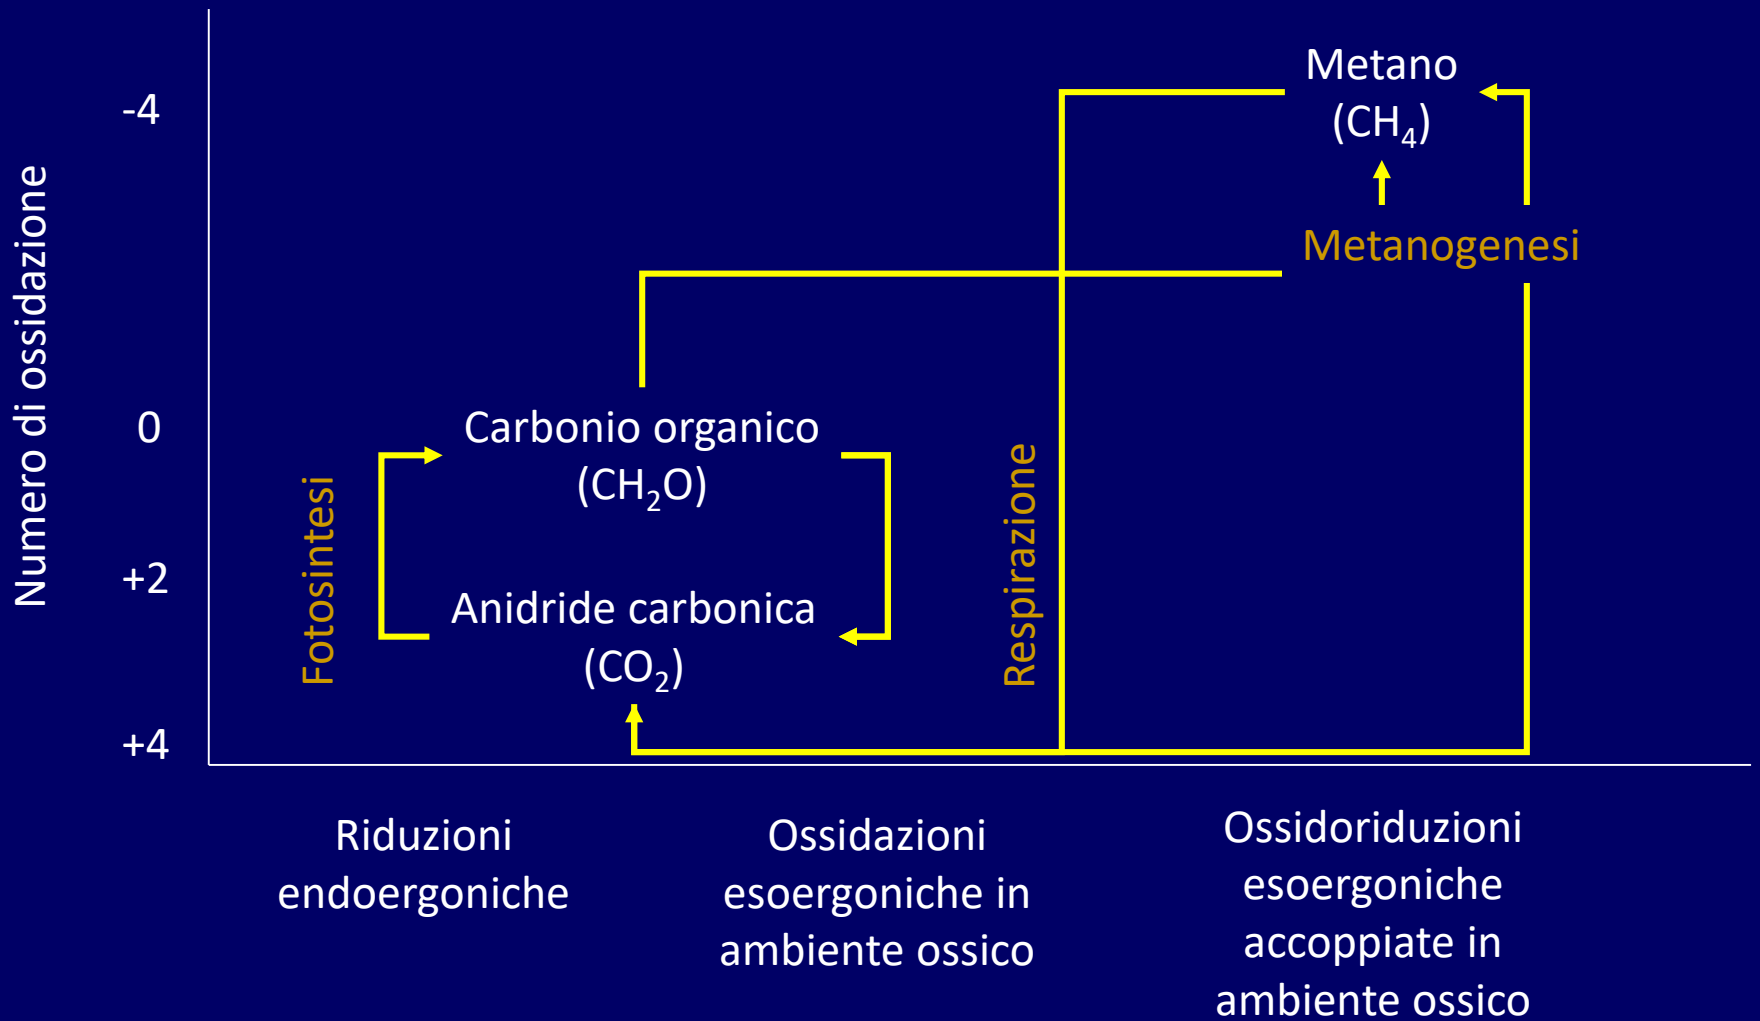 Numero di ossidazione
-4
0
+2
+4
Metano
(CH₄)
Metanogenesi
Carbonio organico
(CH₂O)
Fotosintesi
Respirazione
Anidride carbonica
(CO₂)
Riduzioni
endoergoniche
Ossidazioni
esoergoniche in
ambiente ossico
Ossidoriduzioni
esoergoniche
accoppiate in
ambiente ossico